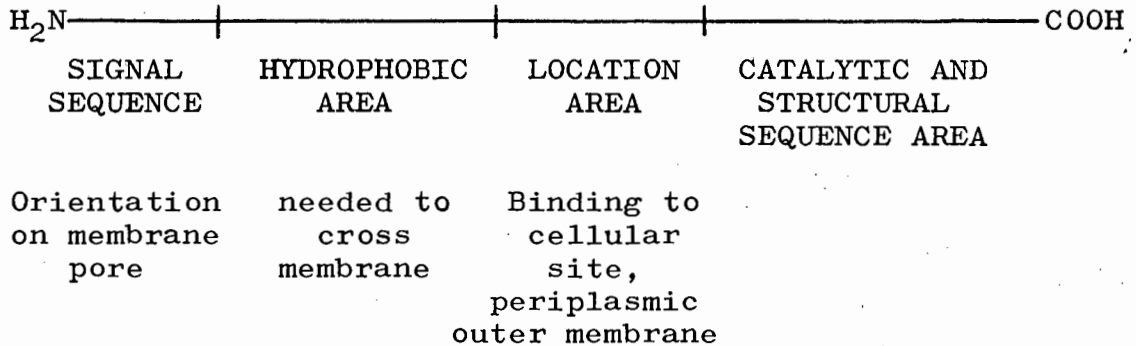 H₂N COOH
SIGNAL HYDROPHOBIC LOCATION CATALYTIC AND
SEQUENCE AREA AREA STRUCTURAL
SEQUENCE AREA
Orientation needed to Binding to
on membrane cross cellular
pore membrane site,
periplasmic
outer membrane